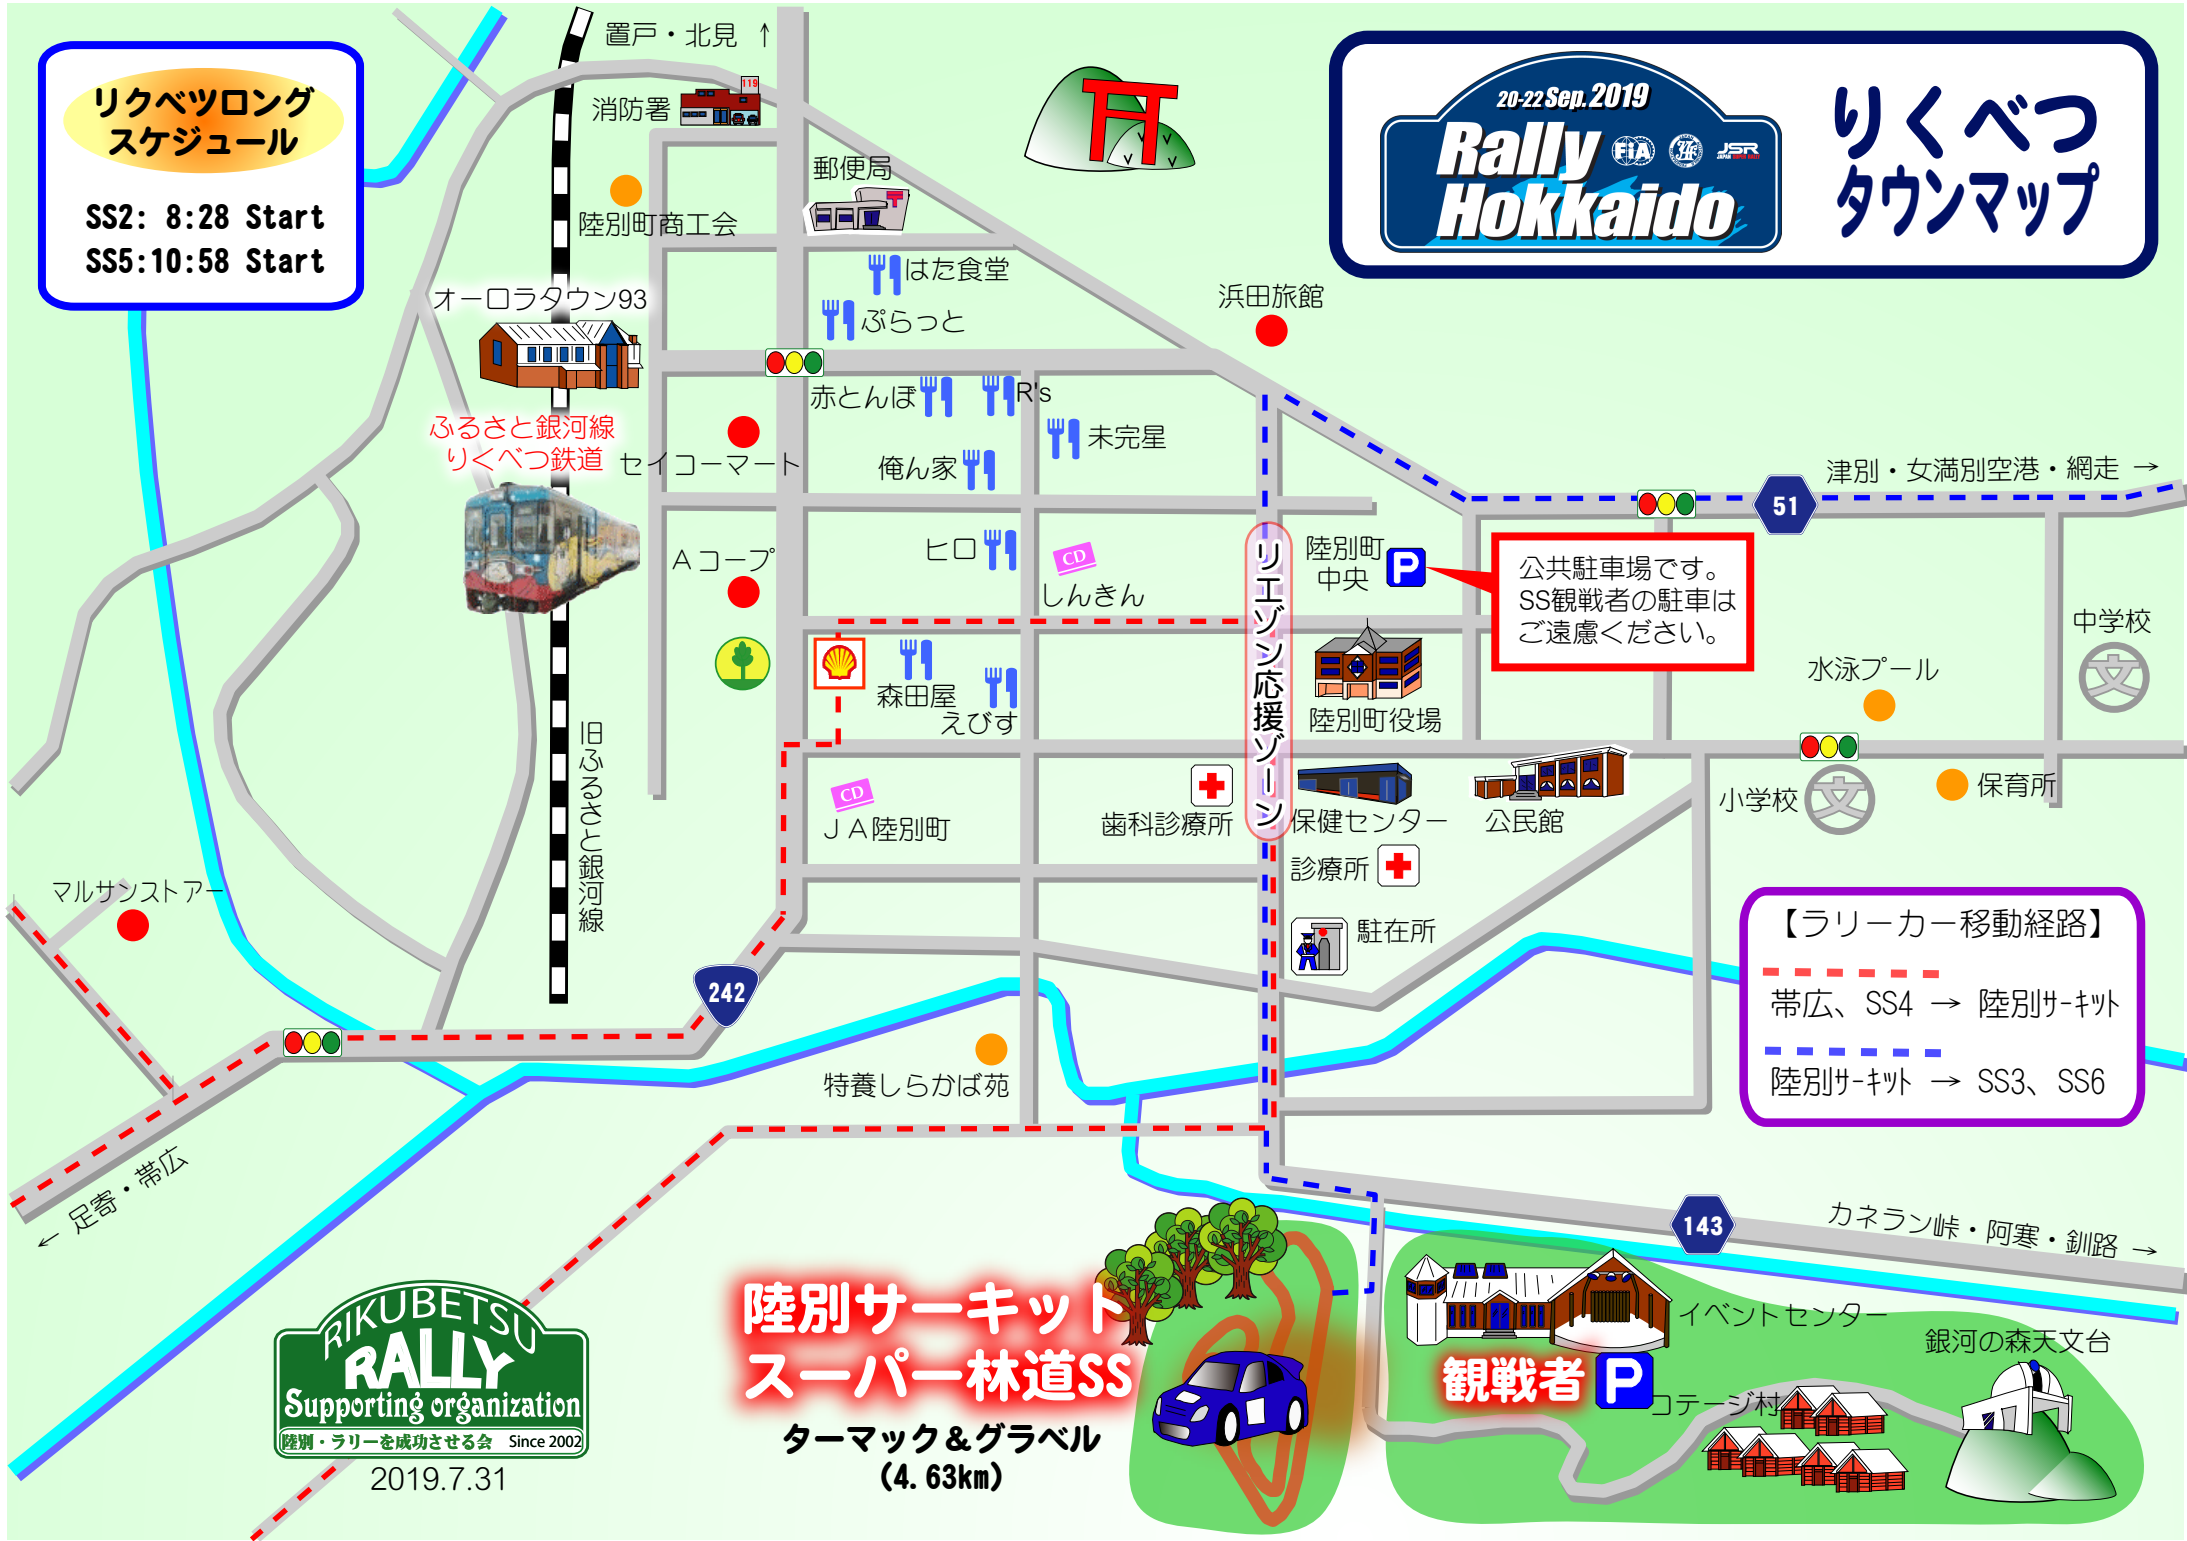 リクベツロング
スケジュール
SS2: 8:28 Start
SS5:10:58 Start
置戸・北見 ↑
消防署
119
郵便局
陸別町商工会
オーロラタウン93
ふるさと銀河線
りくべつ鉄道
20-22 Sep. 2019
Rally
Hokkaido
FiA
JSR
りくべつ
タウンマップ
はた食堂
ぷらっと
浜田旅館
赤とんぼ
R's
未完星
俺ん家
セイコーマート
Aコープ
ヒロ
CD
しんきん
リエゾン応援ゾーン
陸別町
中央
P
公共駐車場です。
SS観戦者の駐車は
ご遠慮ください。
津別・女満別空港・網走 →
51
中学校
文
水泳プール
森田屋
えびす
陸別町役場
旧ふるさと銀河線
CD
JA陸別町
歯科診療所
保健センター
公民館
小学校
文
保育所
診療所
駐在所
マルサンストアー
242
特養しらかば苑
← 足寄・帯広
【ラリーカー移動経路】
帯広、SS4 → 陸別ｻｰｷｯﾄ
陸別ｻｰｷｯﾄ → SS3、SS6
143
カネラン峠・阿寒・釧路 →
陸別サーキット
スーパー林道SS
ターマック＆グラベル
(4.63km)
イベントセンター
観戦者 P
コテージ村
銀河の森天文台
RIKUBETSU
RALLY
Supporting organization
陸別・ラリーを成功させる会 Since 2002
2019.7.31